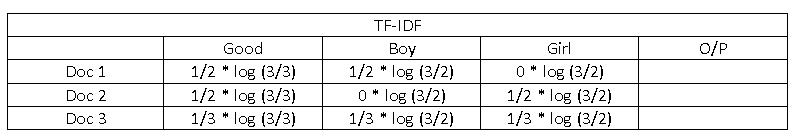 TF-IDF
Good Boy Girl O/P
Doc 1 1/2 * log (3/3) 1/2 * log (3/2) 0 * log (3/2)
Doc 2 1/2 * log (3/3) 0 * log (3/2) 1/2 * log (3/2)
Doc 3 1/3 * log (3/3) 1/3 * log (3/2) 1/3 * log (3/2)